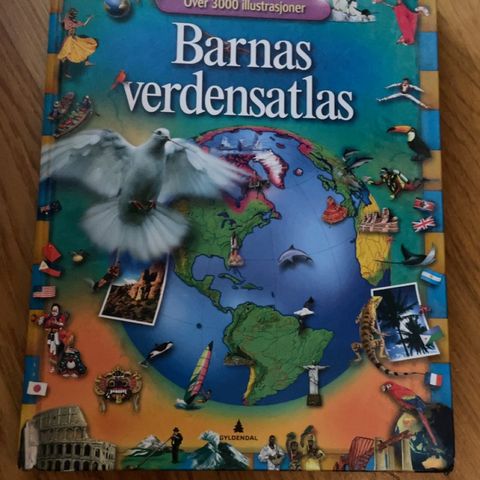 Over 3000 illustrasjoner
Barnas
verdensatlas
GYLDENDAL